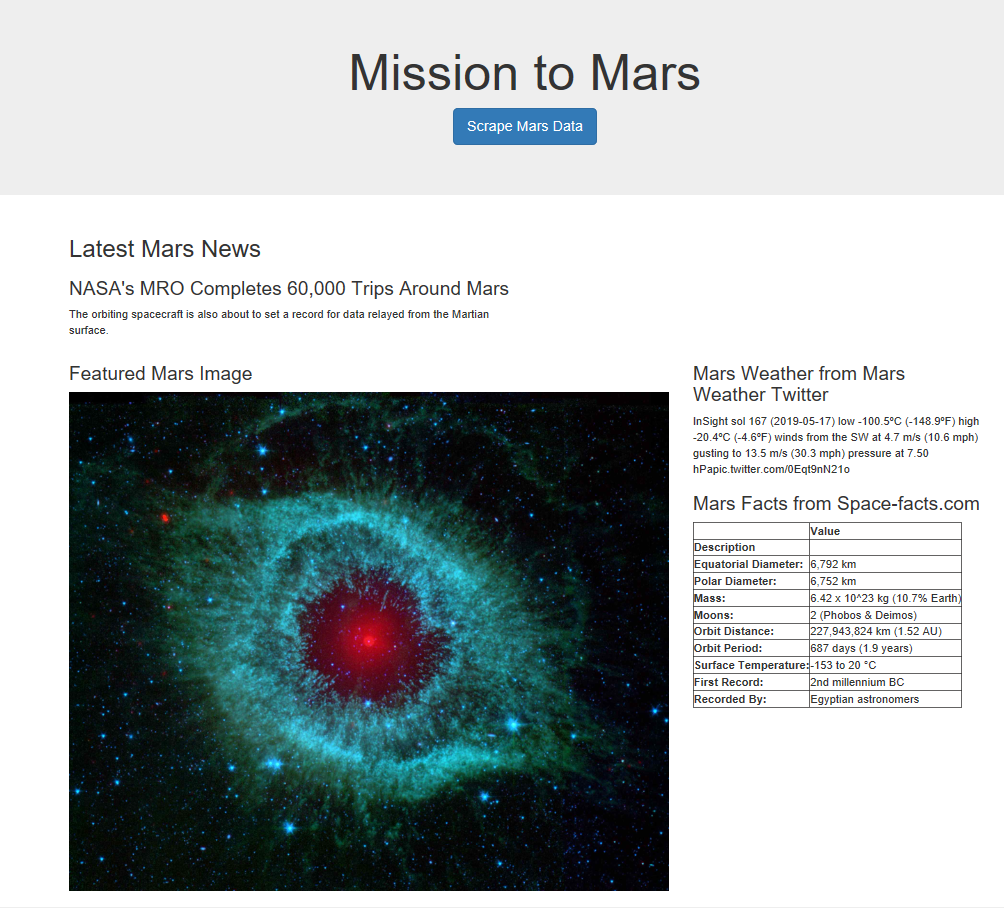 Mission to Mars
Scrape Mars Data
Latest Mars News
NASA's MRO Completes 60,000 Trips Around Mars
The orbiting spacecraft is also about to set a record for data relayed from the Martian
surface.
Featured Mars Image
Mars Weather from Mars
Weather Twitter
InSight sol 167 (2019-05-17) low -100.5ºC (-148.9ºF) high
-20.4ºC (-4.6ºF) winds from the SW at 4.7 m/s (10.6 mph)
gusting to 13.5 m/s (30.3 mph) pressure at 7.50
hPapic.twitter.com/0Eqt9nN21o
Mars Facts from Space-facts.com
Value
Description
Equatorial Diameter: 6,792 km
Polar Diameter: 6,752 km
Mass: 6.42 x 10^23 kg (10.7% Earth)
Moons: 2 (Phobos & Deimos)
Orbit Distance: 227,943,824 km (1.52 AU)
Orbit Period: 687 days (1.9 years)
Surface Temperature: -153 to 20 °C
First Record: 2nd millennium BC
Recorded By: Egyptian astronomers